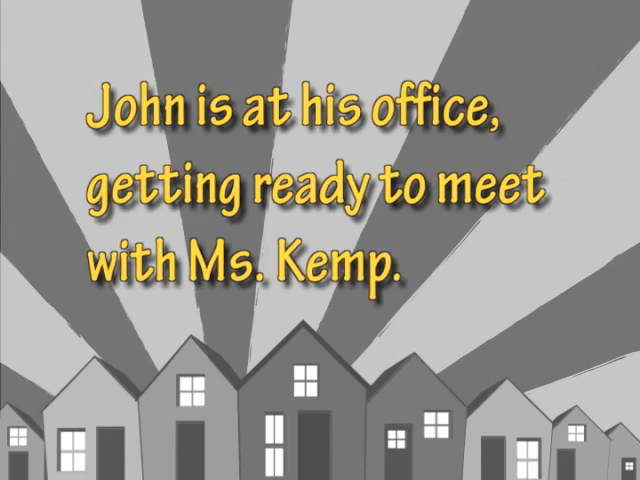 John is at his office,
getting ready to meet
with Ms. Kemp.